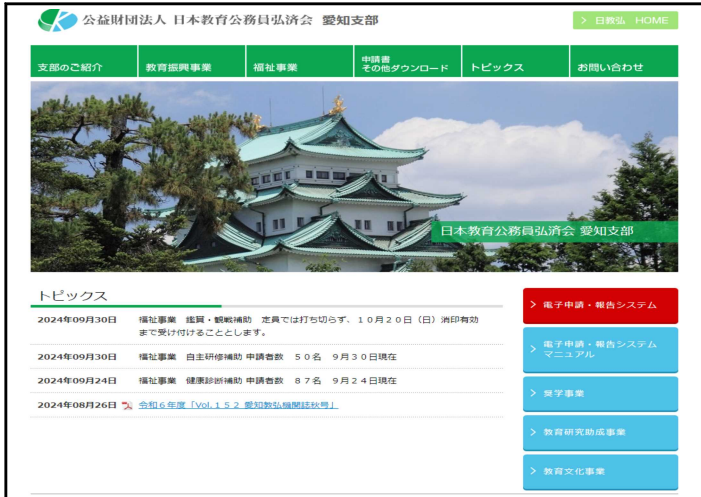 公益財団法人 日本教育公務員弘済会 愛知支部
> 日教弘 HOME
支部のご紹介
教育振興事業
福祉事業
申請書
その他ダウンロード
トピックス
お問い合わせ
日本教育公務員弘済会 愛知支部
トピックス
2024年09月30日 福祉事業 鑑賞・観戦補助 定員では打ち切らず、10月20日(日)消印有効
まで受け付けることとします。
2024年09月30日 福祉事業 自主研修補助 申請者数 50名 9月30日現在
2024年09月24日 福祉事業 健康診断補助 申請者数 87名 9月24日現在
2024年08月26日 令和6年度「Vol.152 愛知教弘機関誌秋号」
> 電子申請・報告システム
> 電子申請・報告システム
マニュアル
> 奨学事業
> 教育研究助成事業
> 教育文化事業